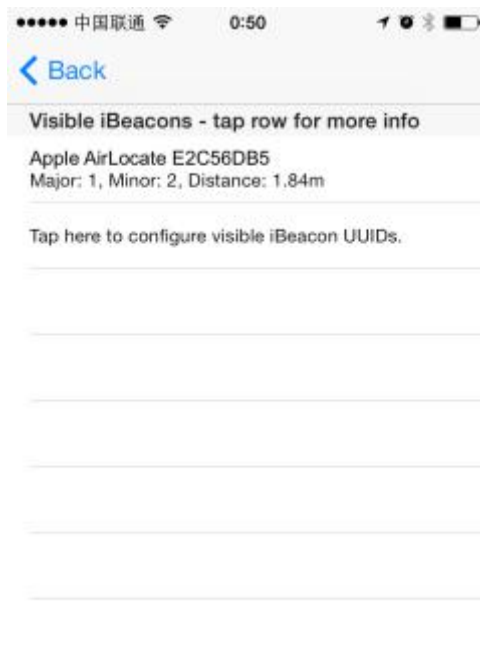 中国联通 0:50
Back
Visible iBeacons - tap row for more info
Apple AirLocate E2C56DB5
Major: 1, Minor: 2, Distance: 1.84m
Tap here to configure visible iBeacon UUIDs.